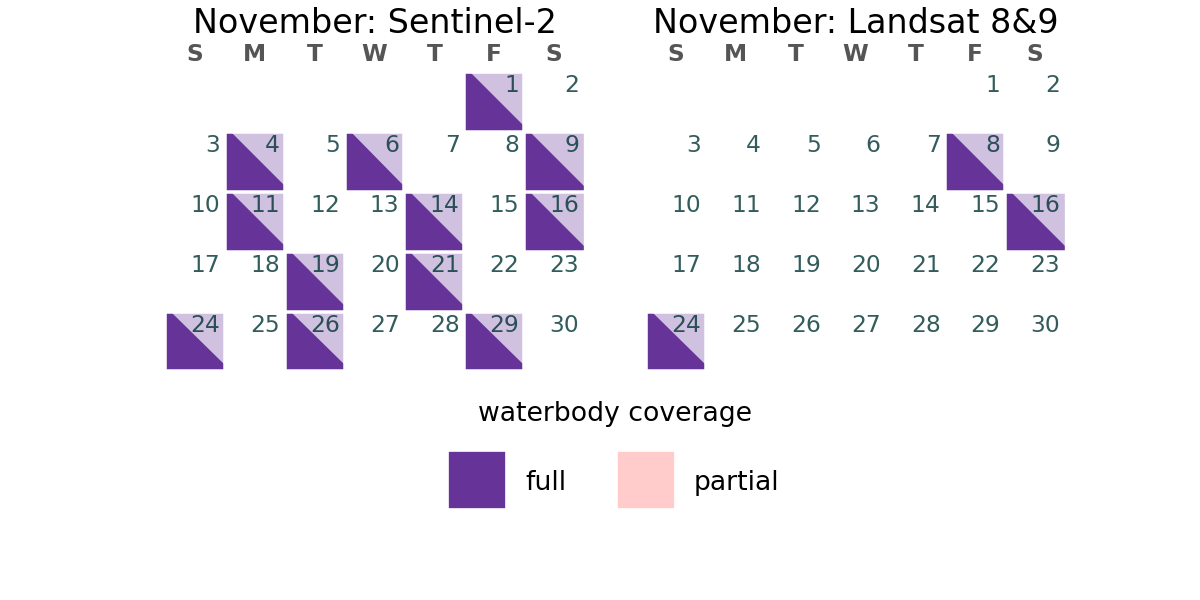 November: Sentinel-2
S M T W T F S
1 2
3 4 5 6 7 8 9
10 11 12 13 14 15 16
17 18 19 20 21 22 23
24 25 26 27 28 29 30
November: Landsat 8&9
S M T W T F S
1 2
3 4 5 6 7 8 9
10 11 12 13 14 15 16
17 18 19 20 21 22 23
24 25 26 27 28 29 30
waterbody coverage
full
partial